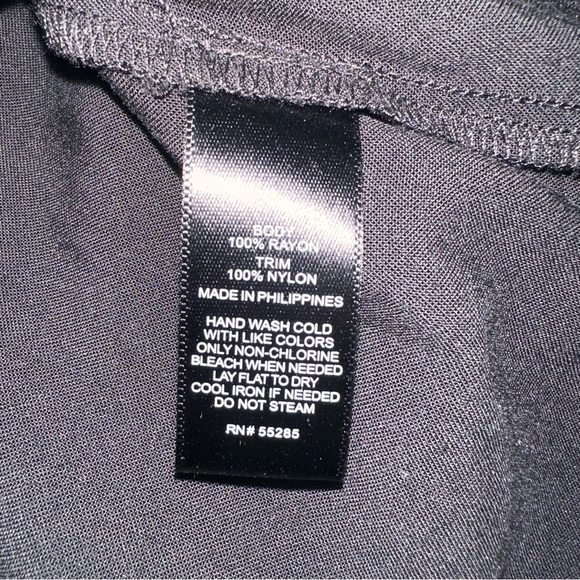 BODY
100% RAYON
TRIM
100% NYLON
MADE IN PHILIPPINES
HAND WASH COLD
WITH LIKE COLORS
ONLY NON-CHLORINE
BLEACH WHEN NEEDED
LAY FLAT TO DRY
COOL IRON IF NEEDED
DO NOT STEAM
RN# 55285